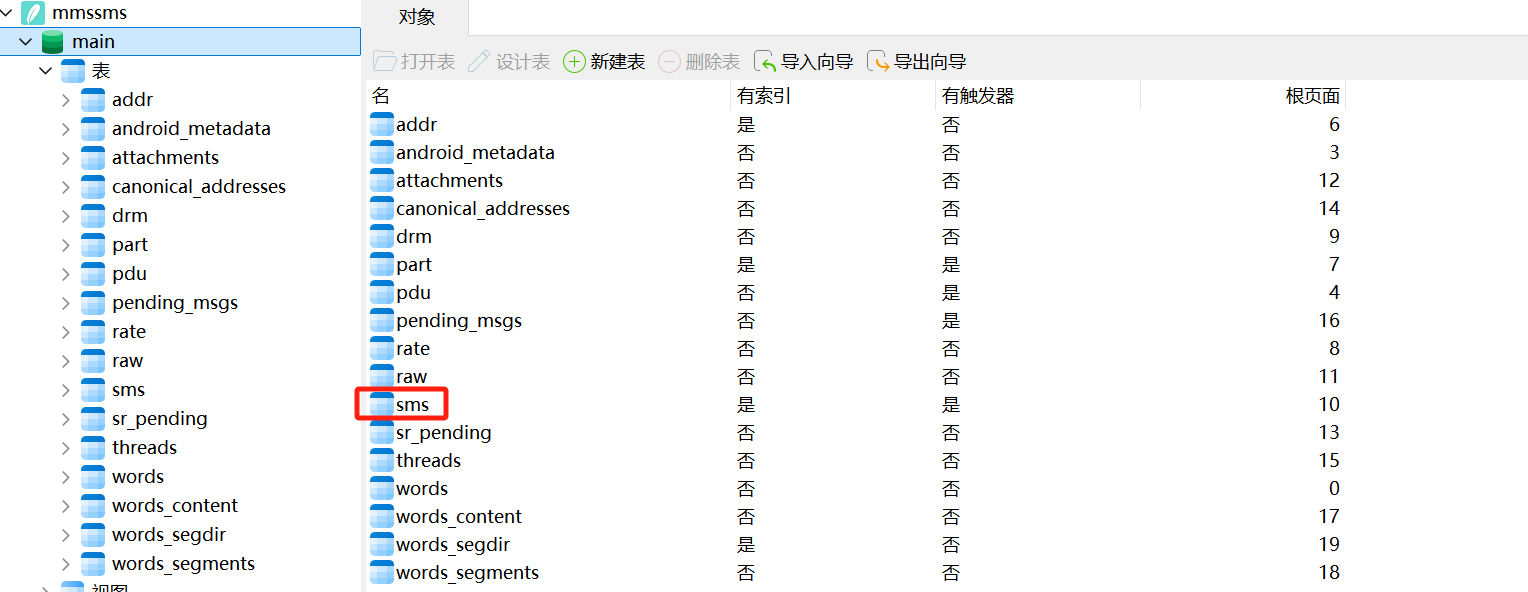 mmssms
main
表
addr
android_metadata
attachments
canonical_addresses
drm
part
pdu
pending_msgs
rate
raw
sms
sr_pending
threads
words
words_content
words_segdir
words_segments
视图
对象
打开表 设计表 新建表 删除表 导入向导 导出向导
名 有索引 有触发器 根页面
addr 是 否 6
android_metadata 否 否 3
attachments 否 否 12
canonical_addresses 否 否 14
drm 否 否 9
part 是 是 7
pdu 否 是 4
pending_msgs 否 是 16
rate 否 否 8
raw 否 否 11
sms 是 是 10
sr_pending 否 否 13
threads 否 否 15
words 否 否 0
words_content 否 否 17
words_segdir 是 否 19
words_segments 否 否 18